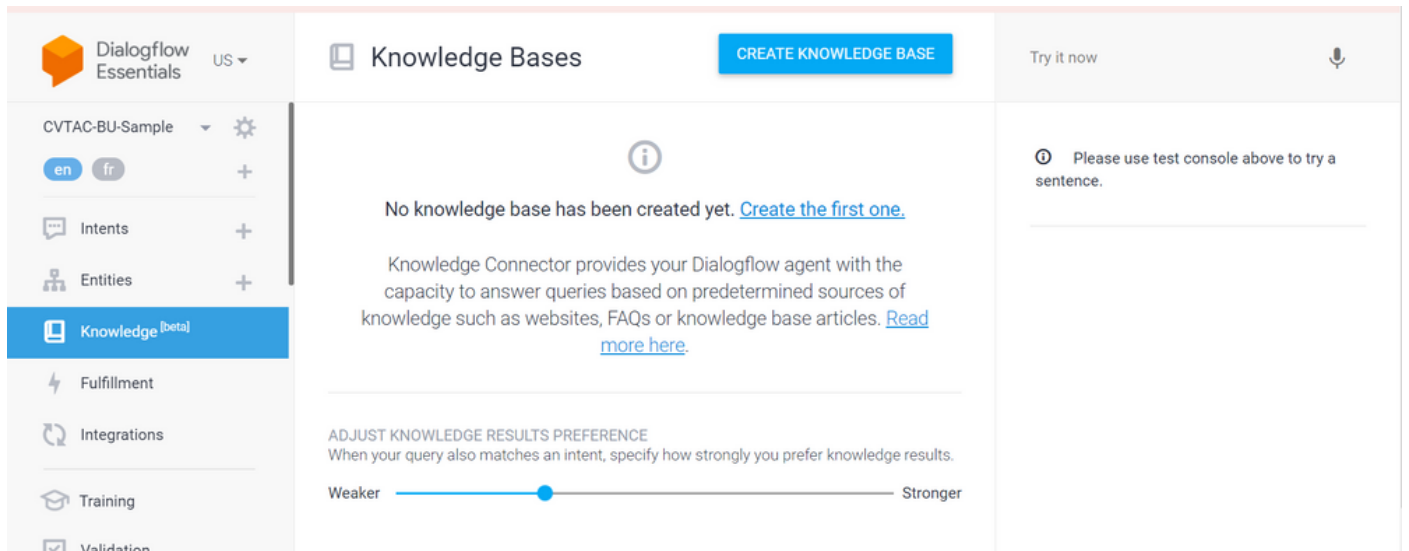 Dialogflow
Essentials
US
CVTAC-BU-Sample
en fr
Intents
Entities
Knowledge [beta]
Fulfillment
Integrations
Training
Validation
Knowledge Bases
CREATE KNOWLEDGE BASE
No knowledge base has been created yet. Create the first one.
Knowledge Connector provides your Dialogflow agent with the
capacity to answer queries based on predetermined sources of
knowledge such as websites, FAQs or knowledge base articles. Read
more here.
ADJUST KNOWLEDGE RESULTS PREFERENCE
When your query also matches an intent, specify how strongly you prefer knowledge results.
Weaker Stronger
Try it now
Please use test console above to try a
sentence.